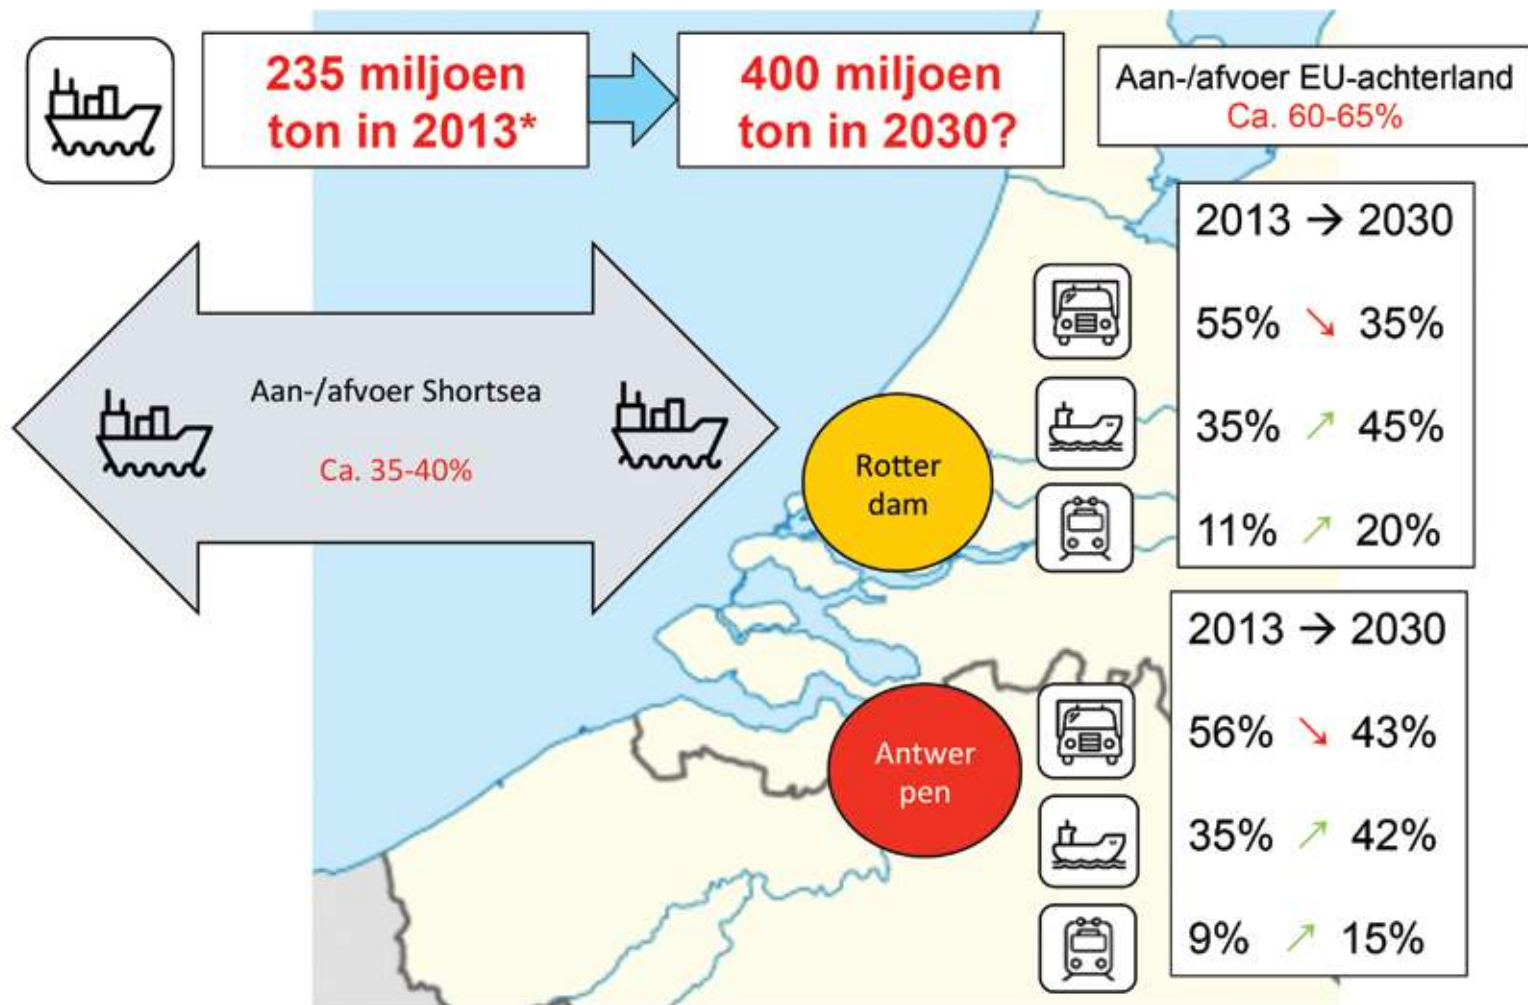 235 miljoen
ton in 2013*
400 miljoen
ton in 2030?
Aan-/afvoer EU-achterland
Ca. 60-65%
Aan-/afvoer Shortsea
Ca. 35-40%
Rotter
dam
2013 → 2030
55% ↘ 35%
35% ↗ 45%
11% ↗ 20%
Antwer
pen
2013 → 2030
56% ↘ 43%
35% ↗ 42%
9% ↗ 15%